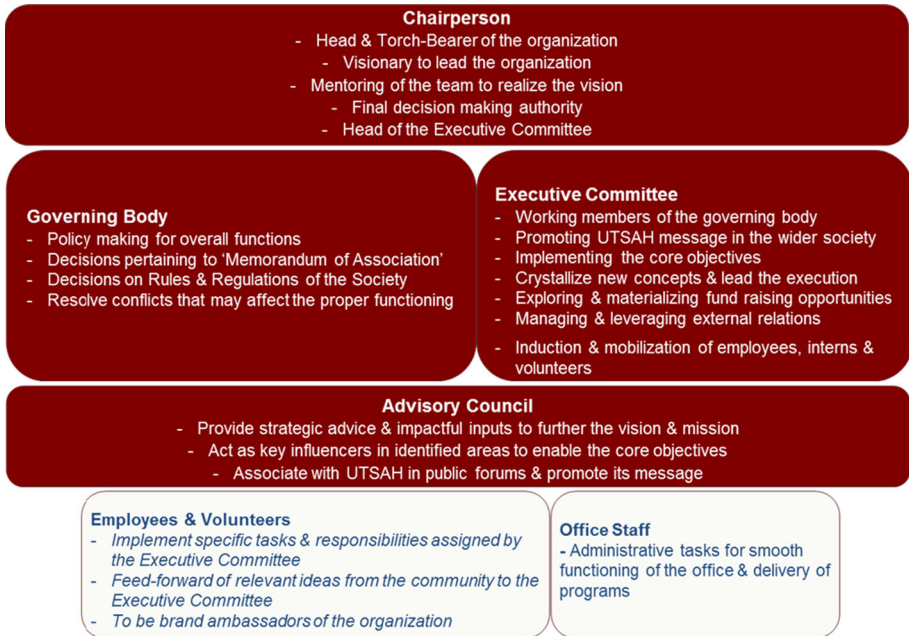 Chairperson
- Head & Torch-Bearer of the organization
- Visionary to lead the organization
- Mentoring of the team to realize the vision
- Final decision making authority
- Head of the Executive Committee
Governing Body
- Policy making for overall functions
- Decisions pertaining to ‘Memorandum of Association’
- Decisions on Rules & Regulations of the Society
- Resolve conflicts that may affect the proper functioning
Executive Committee
- Working members of the governing body
- Promoting UTSAH message in the wider society
- Implementing the core objectives
- Crystallize new concepts & lead the execution
- Exploring & materializing fund raising opportunities
- Managing & leveraging external relations
- Induction & mobilization of employees, interns &
volunteers
Advisory Council
- Provide strategic advice & impactful inputs to further the vision & mission
- Act as key influencers in identified areas to enable the core objectives
- Associate with UTSAH in public forums & promote its message
Employees & Volunteers
- Implement specific tasks & responsibilities assigned by
the Executive Committee
- Feed-forward of relevant ideas from the community to the
Executive Committee
- To be brand ambassadors of the organization
Office Staff
- Administrative tasks for smooth
functioning of the office & delivery of
programs